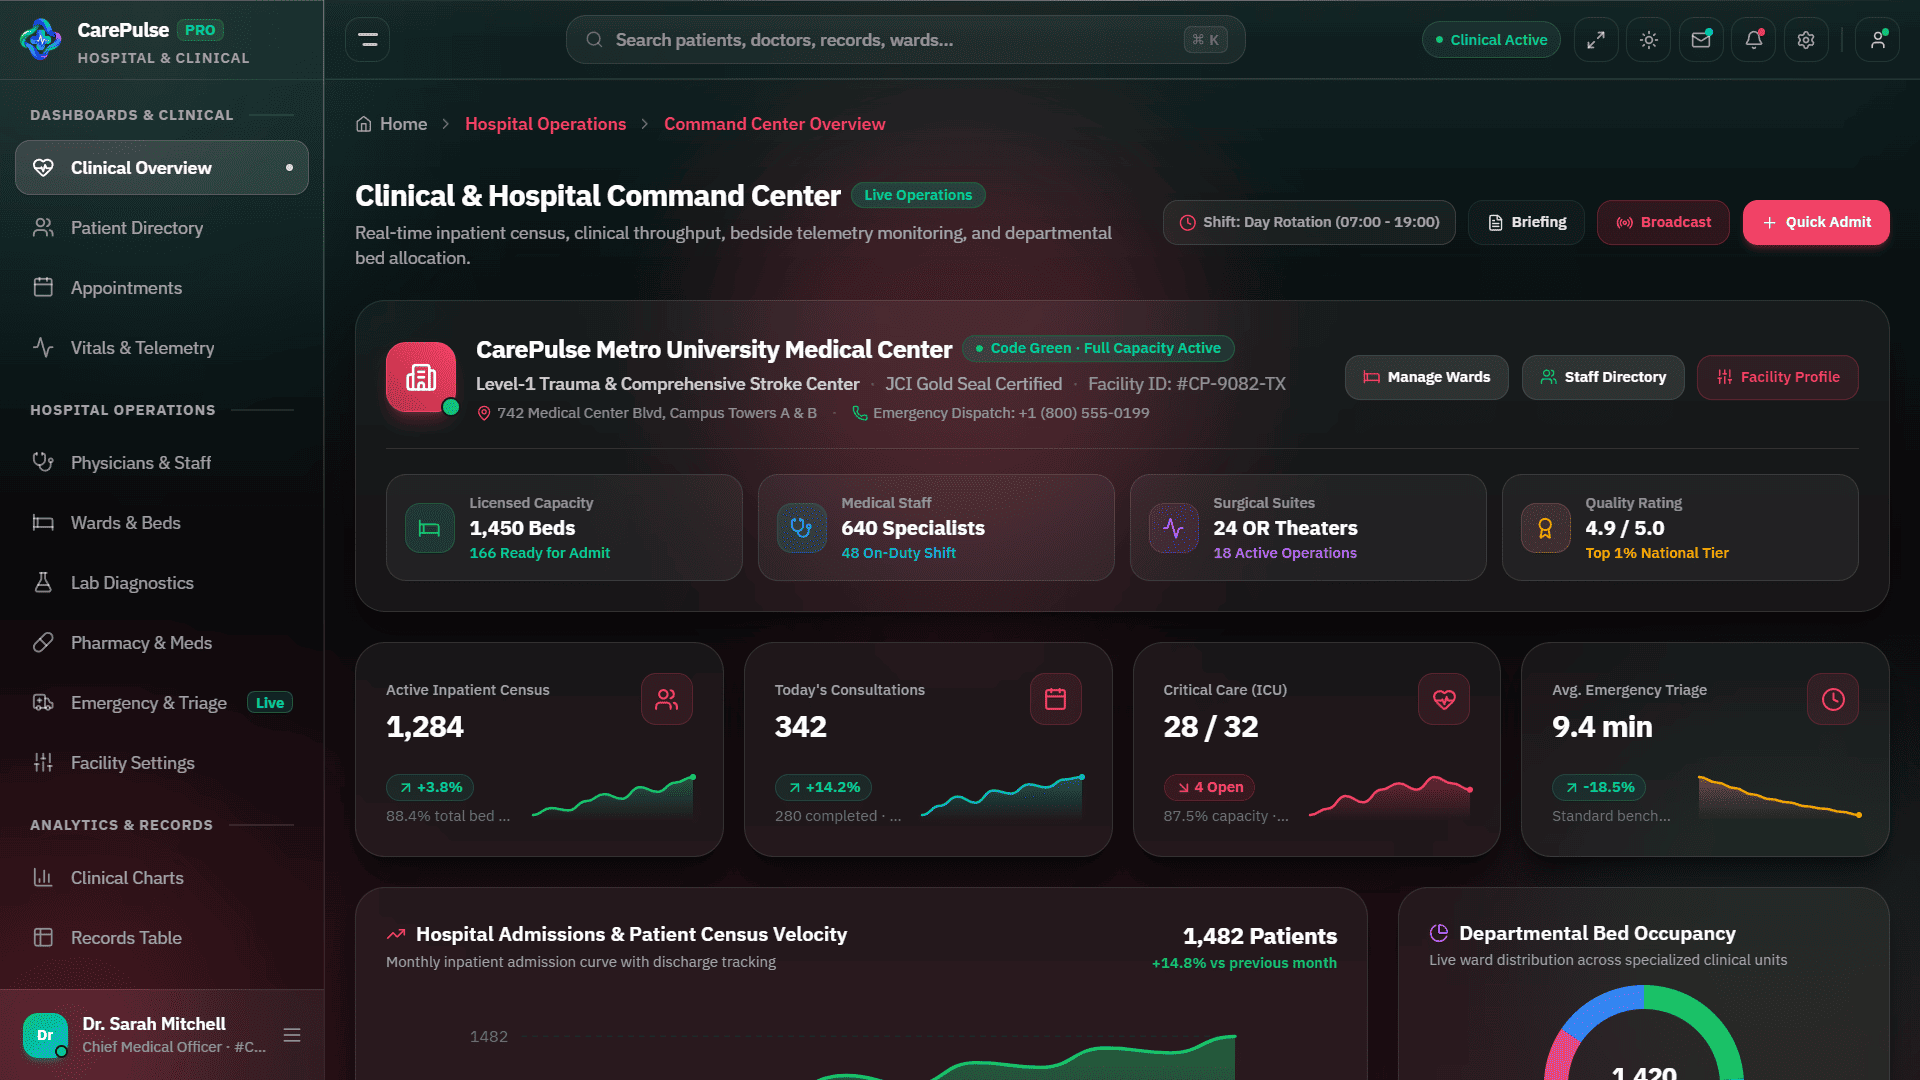 CarePulse PRO
HOSPITAL & CLINICAL
Search patients, doctors, records, wards...
⌘ K
Clinical Active
DASHBOARDS & CLINICAL
Clinical Overview
Patient Directory
Appointments
Vitals & Telemetry
HOSPITAL OPERATIONS
Physicians & Staff
Wards & Beds
Lab Diagnostics
Pharmacy & Meds
Emergency & Triage Live
Facility Settings
ANALYTICS & RECORDS
Clinical Charts
Records Table
Dr
Dr. Sarah Mitchell
Chief Medical Officer · #C...
Home > Hospital Operations > Command Center Overview
Clinical & Hospital Command Center Live Operations
Real-time inpatient census, clinical throughput, bedside telemetry monitoring, and departmental
bed allocation.
Shift: Day Rotation (07:00 - 19:00)
Briefing
Broadcast
+ Quick Admit
CarePulse Metro University Medical Center Code Green · Full Capacity Active
Level-1 Trauma & Comprehensive Stroke Center · JCI Gold Seal Certified · Facility ID: #CP-9082-TX
742 Medical Center Blvd, Campus Towers A & B · Emergency Dispatch: +1 (800) 555-0199
Manage Wards
Staff Directory
Facility Profile
Licensed Capacity
1,450 Beds
166 Ready for Admit
Medical Staff
640 Specialists
48 On-Duty Shift
Surgical Suites
24 OR Theaters
18 Active Operations
Quality Rating
4.9 / 5.0
Top 1% National Tier
Active Inpatient Census
1,284
+3.8%
88.4% total bed ...
Today's Consultations
342
+14.2%
280 completed · ...
Critical Care (ICU)
28 / 32
4 Open
87.5% capacity ·...
Avg. Emergency Triage
9.4 min
-18.5%
Standard bench...
Hospital Admissions & Patient Census Velocity
Monthly inpatient admission curve with discharge tracking
1,482 Patients
+14.8% vs previous month
1482
Departmental Bed Occupancy
Live ward distribution across specialized clinical units
1,420